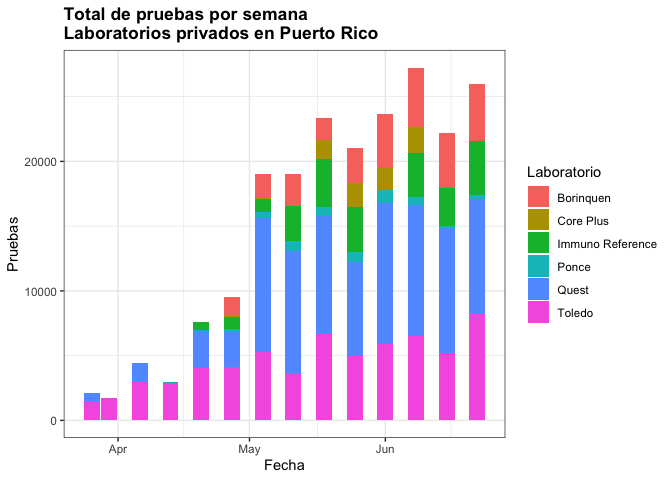 Total de pruebas por semana
Laboratorios privados en Puerto Rico
Pruebas
20000
10000
0
Apr May Jun
Fecha
Laboratorio
Borinquen
Core Plus
Immuno Reference
Ponce
Quest
Toledo